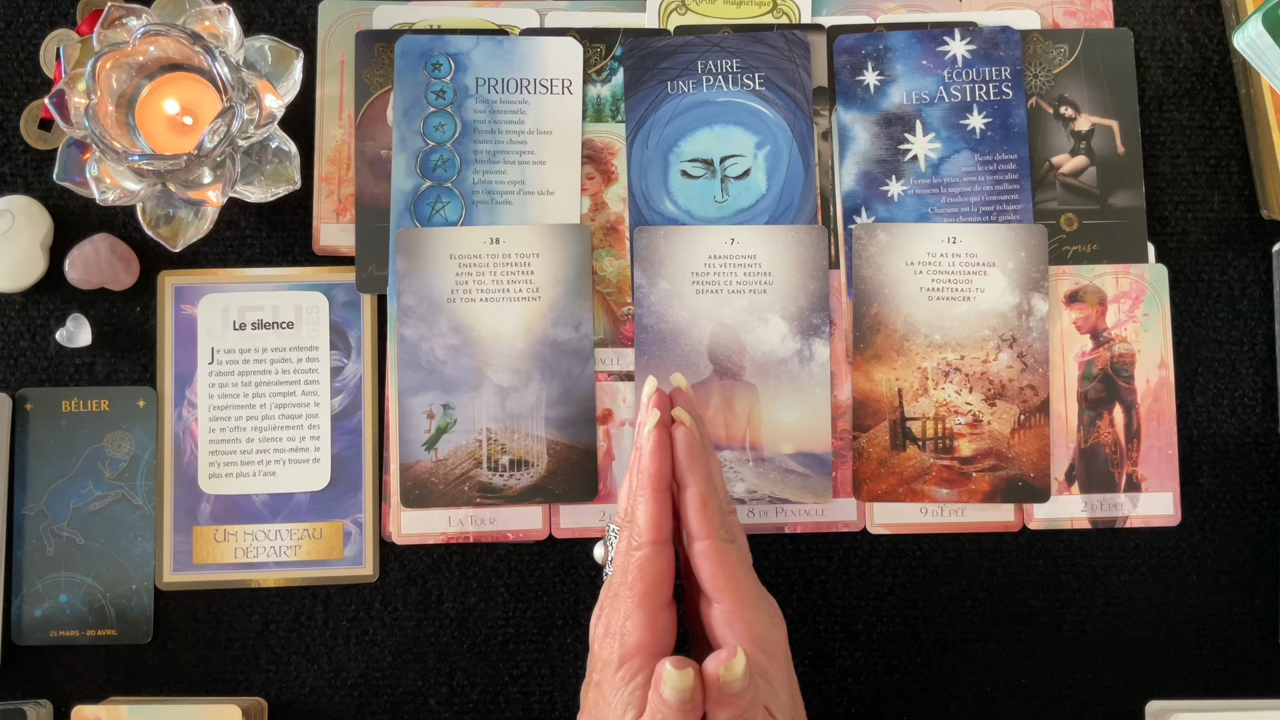 Miroir magnétique
PRIORISER
Tout se bouscule,
tout s'entremêle,
tout s'accumule.
Prends le temps de lister
toutes ces choses
qui te préoccupent.
Attribue leur une note
de priorité.
Libère ton esprit
en t'occupant d'une tâche
après l'autre.
FAIRE
UNE PAUSE
ÉCOUTER
LES ASTRES
Reste debout
sous le ciel étoilé.
Ferme les yeux, sens ta verticalité
et ressens la sagesse de ces milliers
d'étoiles qui t'entourent.
Chacune est là pour éclairer
ton chemin et te guider.
Emprise
· 38 ·
ÉLOIGNE-TOI DE TOUTE
ÉNERGIE DISPERSÉE
AFIN DE TE CENTRER
SUR TOI, TES ENVIES,
ET DE TROUVER LA CLÉ
DE TON ABOUTISSEMENT.
· 7 ·
ABANDONNE
TES VÊTEMENTS
TROP PETITS. RESPIRE,
PRENDS CE NOUVEAU
DÉPART SANS PEUR
· 12 ·
TU AS EN TOI
LA FORCE, LE COURAGE,
LA CONNAISSANCE.
POURQUOI
T'ARRÊTERAIS-TU
D'AVANCER ?
Le silence
Je sais que si je veux entendre
la voix de mes guides, je dois
d'abord apprendre à les écouter,
ce qui se fait généralement dans
le silence le plus complet. Ainsi,
j'expérimente et j'apprivoise le
silence un peu plus chaque jour.
Je m'offre régulièrement des
moments de silence où je me
retrouve seul avec moi-même. Je
m'y sens bien et je m'y trouve de
plus en plus à l'aise.
UN NOUVEAU
DÉPART
BÉLIER
21 MARS - 20 AVRIL
LA TOUR
8 DE PENTACLE
9 D'ÉPÉE
2 D'ÉPÉE